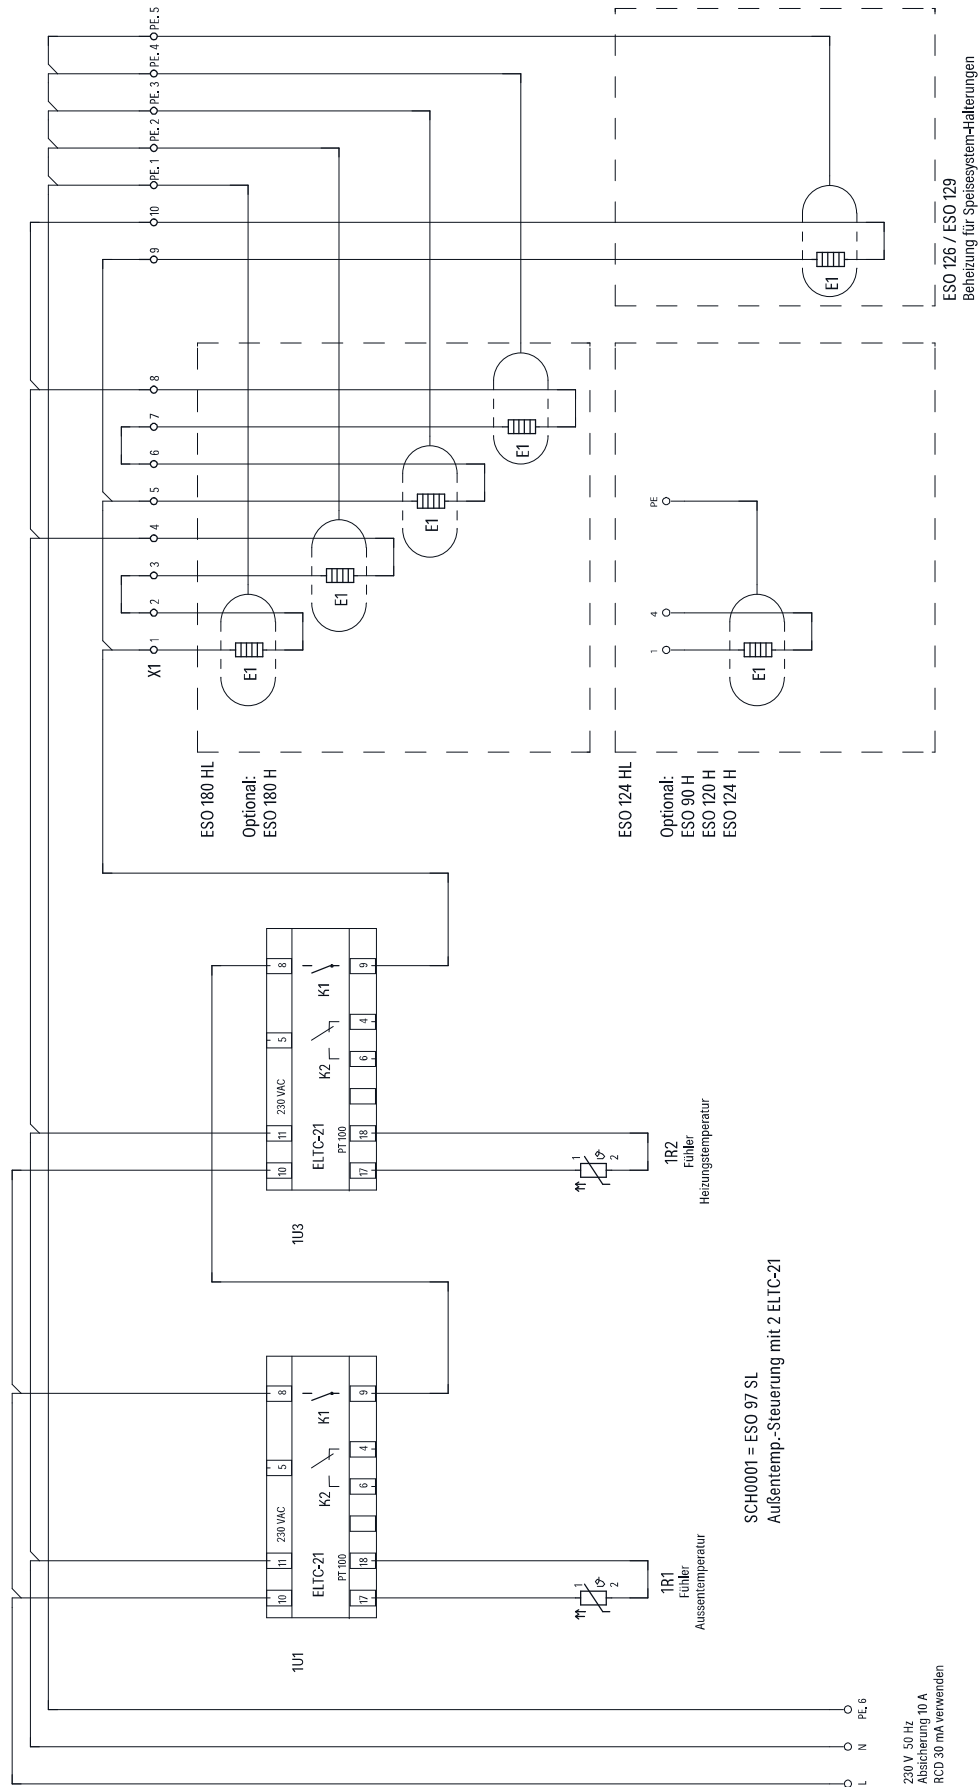 L
N
PE.6
230 V 50 Hz
Absicherung 10 A
RCD 30 mA verwenden
1U1
10
11
230 VAC
5
8
ELTC-21
PT 100
K2
K1
17
18
6
4
9
1
2
ϑ
1R1
Fühler
Aussentemperatur
SCH0001 = ESO 97 SL
Außentemp.-Steuerung mit 2 ELTC-21
1U3
10
11
230 VAC
5
8
ELTC-21
PT 100
K2
K1
17
18
6
4
9
1
2
ϑ
1R2
Fühler
Heizungstemperatur
X1
1
2
3
4
5
6
7
8
9
10
PE.1
PE.2
PE.3
PE.4
PE.5
ESO 180 HL
Optional:
ESO 180 H
E1
E1
E1
E1
ESO 124 HL
Optional:
ESO 90 H
ESO 120 H
ESO 124 H
1
4
PE
E1
E1
ESO 126 / ESO 129
Beheizung für Speisesystem-Halterungen